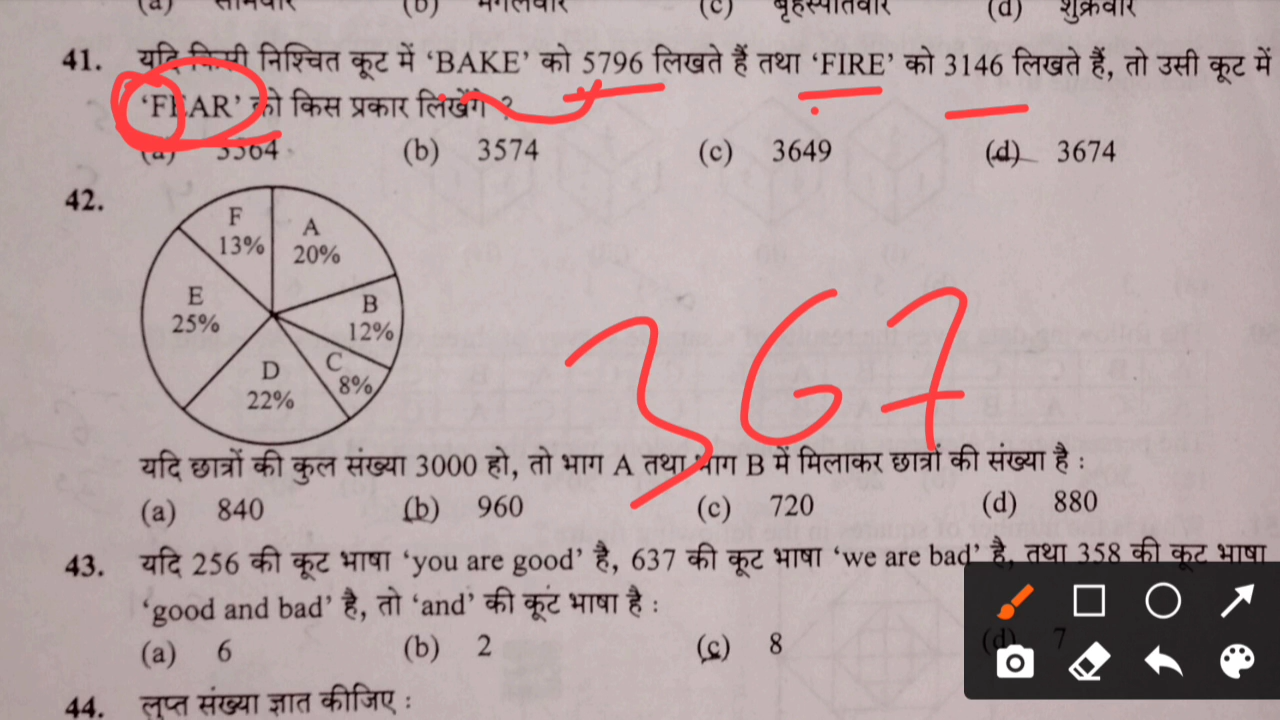 (a) सोमवार (b) मंगलवार (c) बृहस्पतिवार (d) शुक्रवार
41. यदि किसी निश्चित कूट में ‘BAKE’ को 5796 लिखते हैं तथा ‘FIRE’ को 3146 लिखते हैं, तो उसी कूट में
‘FEAR’ को किस प्रकार लिखेंगे ?
(a) 3564 (b) 3574 (c) 3649 (d) 3674
42.
F 13%
A 20%
E 25%
B 12%
C 8%
D 22%
367
यदि छात्रों की कुल संख्या 3000 हो, तो भाग A तथा भाग B में मिलाकर छात्रों की संख्या है :
(a) 840 (b) 960 (c) 720 (d) 880
43. यदि 256 की कूट भाषा ‘you are good’ है, 637 की कूट भाषा ‘we are bad’ है, तथा 358 की कूट भाषा
‘good and bad’ है, तो ‘and’ की कूट भाषा है :
(a) 6 (b) 2 (c) 8 (d) 7
44. लुप्त संख्या ज्ञात कीजिए :